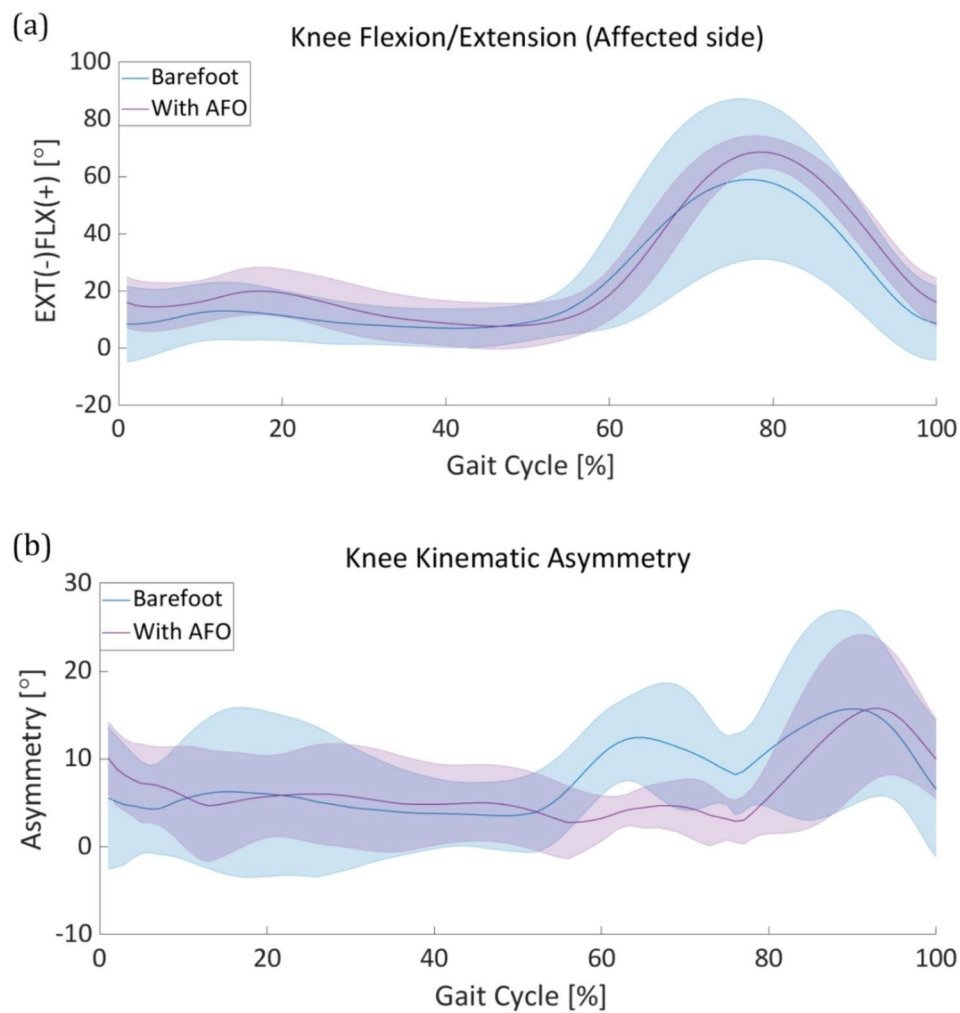 (a)
Knee Flexion/Extension (Affected side)
Barefoot
With AFO
EXT(-)FLX(+) [°]
100
80
60
40
20
0
-20
0 20 40 60 80 100
Gait Cycle [%]
(b)
Knee Kinematic Asymmetry
Barefoot
With AFO
Asymmetry [°]
30
20
10
0
-10
0 20 40 60 80 100
Gait Cycle [%]